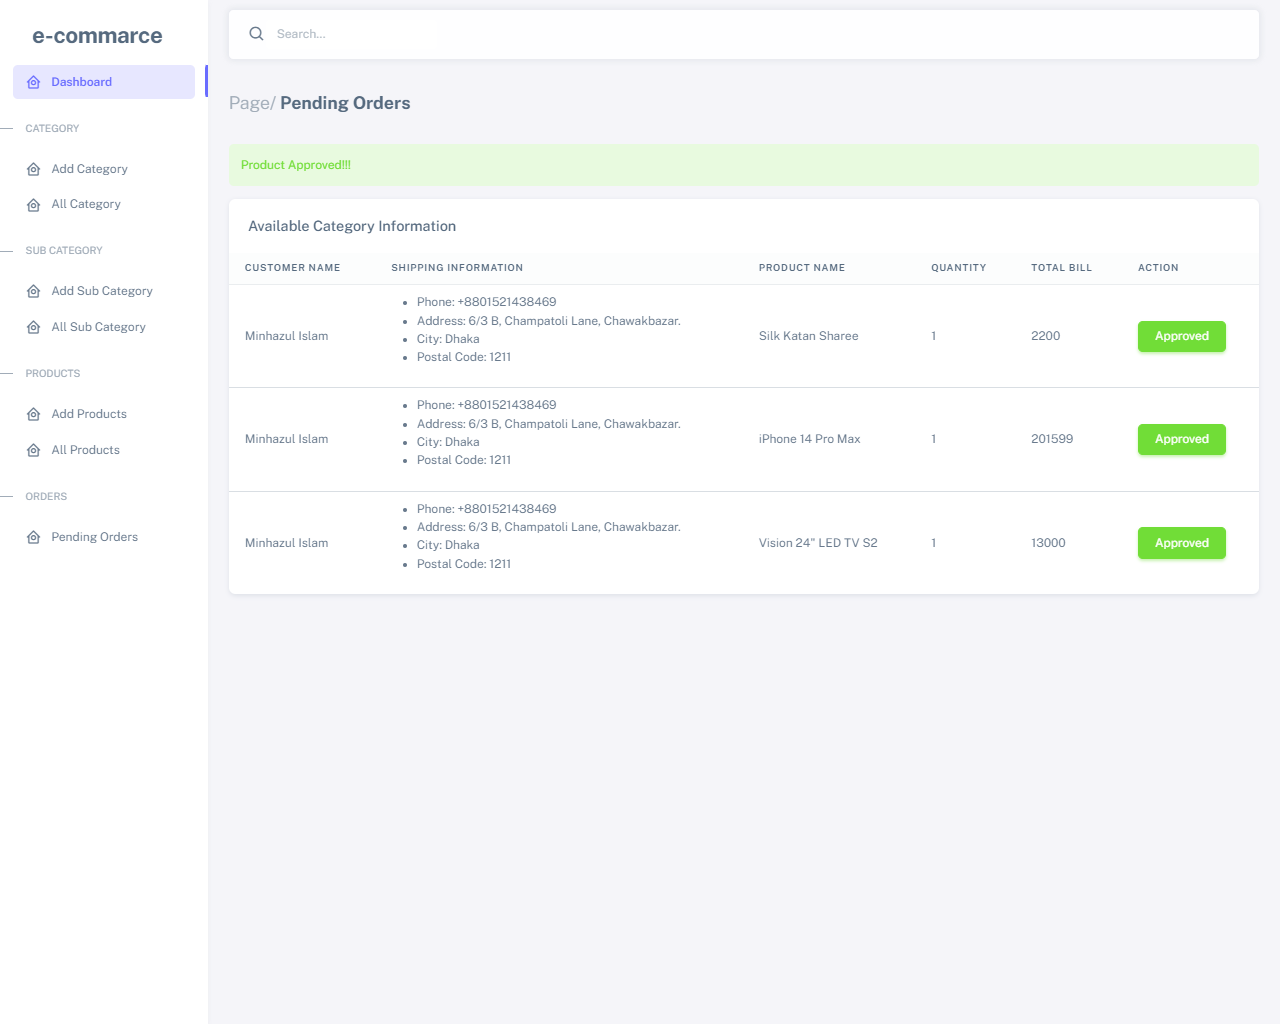 e-commarce
Search...
Dashboard
Page/ Pending Orders
CATEGORY
Add Category
All Category
SUB CATEGORY
Add Sub Category
All Sub Category
PRODUCTS
Add Products
All Products
ORDERS
Pending Orders
Product Approved!!!
Available Category Information
CUSTOMER NAME SHIPPING INFORMATION PRODUCT NAME QUANTITY TOTAL BILL ACTION
Minhazul Islam
Phone: +8801521438469
Address: 6/3 B, Champatoli Lane, Chawakbazar.
City: Dhaka
Postal Code: 1211
Silk Katan Sharee 1 2200 Approved
Minhazul Islam
Phone: +8801521438469
Address: 6/3 B, Champatoli Lane, Chawakbazar.
City: Dhaka
Postal Code: 1211
iPhone 14 Pro Max 1 201599 Approved
Minhazul Islam
Phone: +8801521438469
Address: 6/3 B, Champatoli Lane, Chawakbazar.
City: Dhaka
Postal Code: 1211
Vision 24" LED TV S2 1 13000 Approved